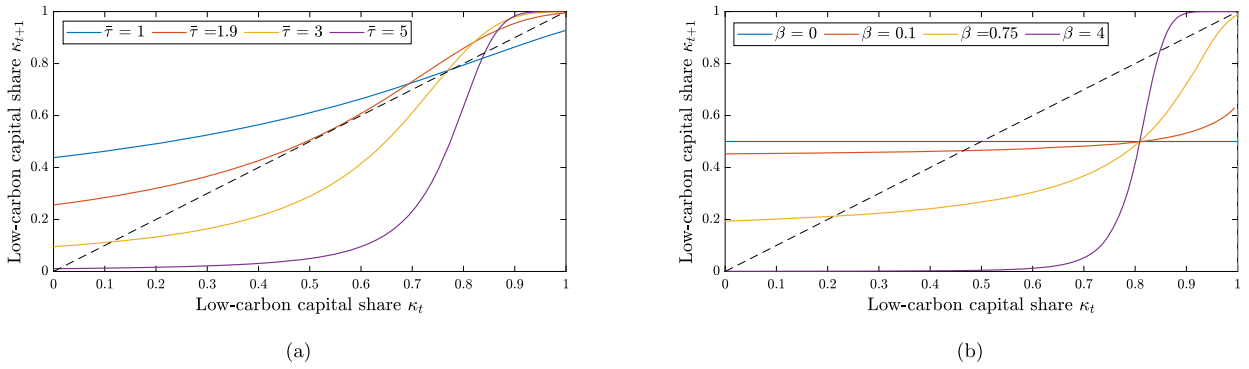 τ̄ = 1 τ̄ =1.9 τ̄ = 3 τ̄ = 5
Low-carbon capital share κ_{t+1}
1
0.8
0.6
0.4
0.2
0
0 0.1 0.2 0.3 0.4 0.5 0.6 0.7 0.8 0.9 1
Low-carbon capital share κ_t
(a)
β = 0 β = 0.1 β =0.75 β = 4
Low-carbon capital share κ_{t+1}
1
0.8
0.6
0.4
0.2
0
0 0.1 0.2 0.3 0.4 0.5 0.6 0.7 0.8 0.9 1
Low-carbon capital share κ_t
(b)